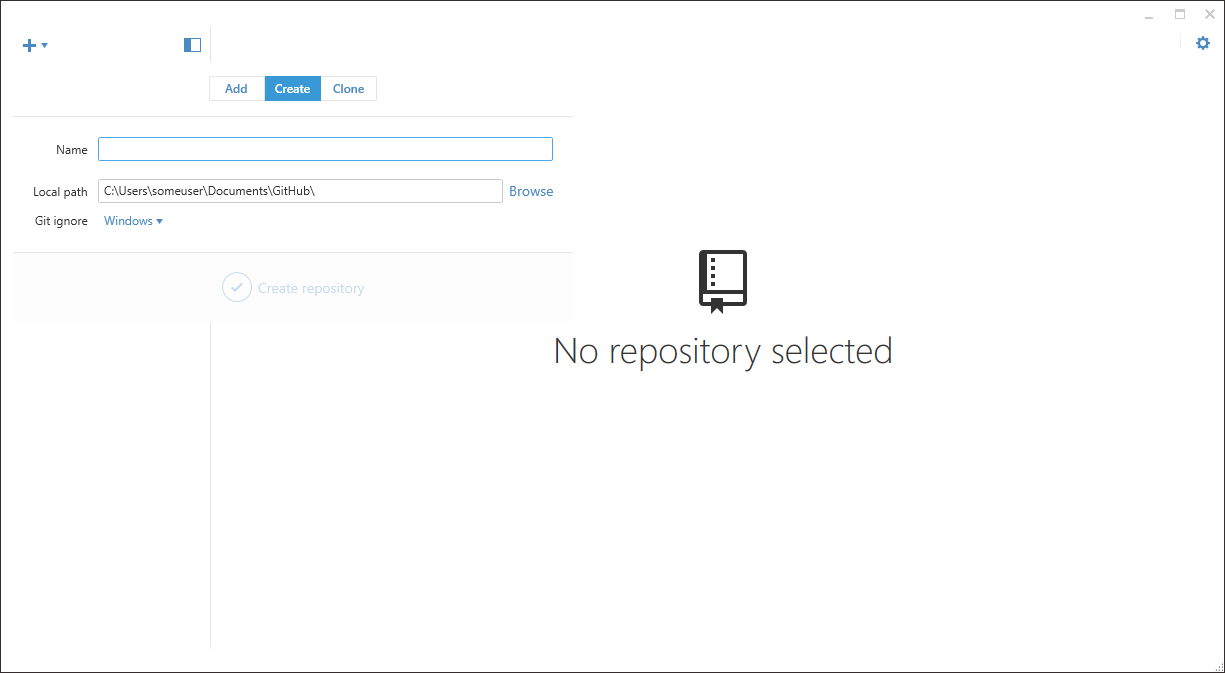 Add Create Clone
Name
Local path C:\Users\someuser\Documents\GitHub\ Browse
Git ignore Windows
Create repository
No repository selected